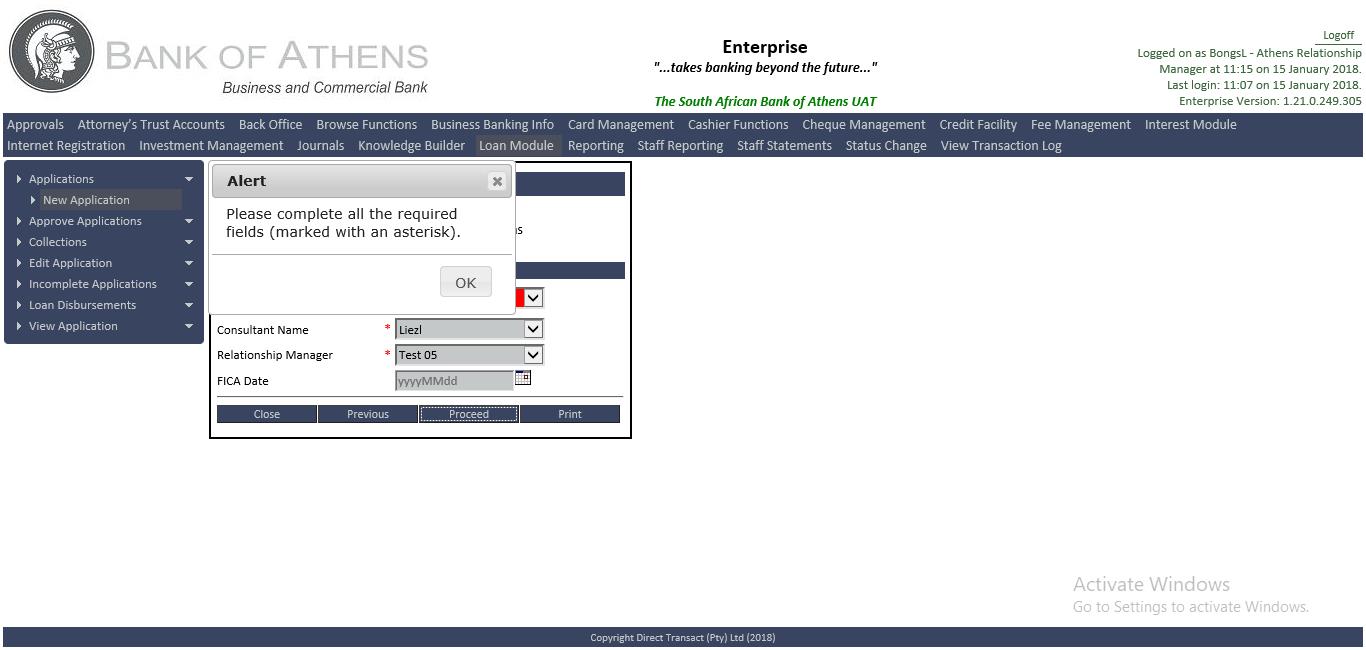 BANK OF ATHENS
Business and Commercial Bank
Enterprise
"...takes banking beyond the future..."
The South African Bank of Athens UAT
Logoff
Logged on as BongsL - Athens Relationship
Manager at 11:15 on 15 January 2018.
Last login: 11:07 on 15 January 2018.
Enterprise Version: 1.21.0.249.305
Approvals Attorney's Trust Accounts Back Office Browse Functions Business Banking Info Card Management Cashier Functions Cheque Management Credit Facility Fee Management Interest Module
Internet Registration Investment Management Journals Knowledge Builder Loan Module Reporting Staff Reporting Staff Statements Status Change View Transaction Log
Applications
New Application
Approve Applications
Collections
Edit Application
Incomplete Applications
Loan Disbursements
View Application
Alert
Please complete all the required
fields (marked with an asterisk).
OK
Consultant Name * Liezl
Relationship Manager * Test 05
FICA Date yyyyMMdd
Close Previous Proceed Print
Activate Windows
Go to Settings to activate Windows.
Copyright Direct Transact (Pty) Ltd (2018)